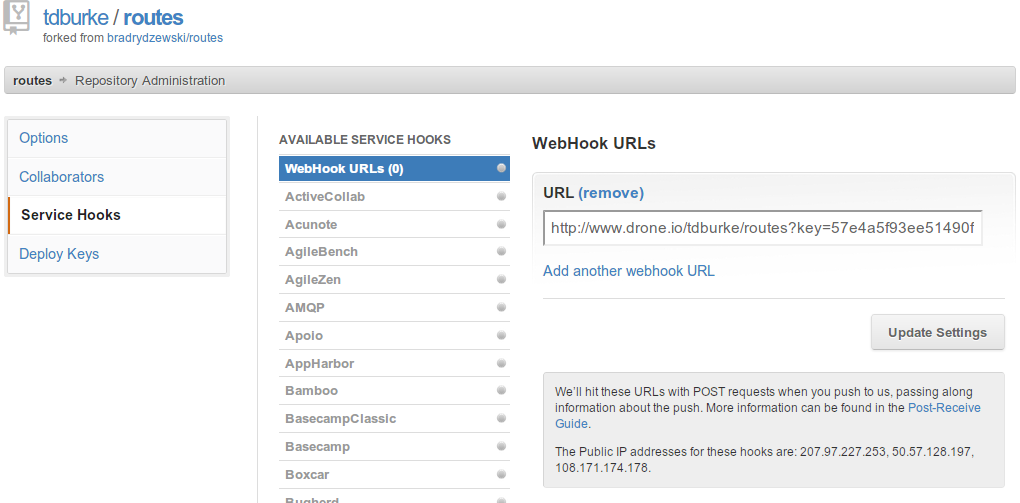 tdburke / routes
forked from bradrydzewski/routes
routes Repository Administration
Options
Collaborators
Service Hooks
Deploy Keys
AVAILABLE SERVICE HOOKS
WebHook URLs (0)
ActiveCollab
Acunote
AgileBench
AgileZen
AMQP
Apoio
AppHarbor
Bamboo
BasecampClassic
Basecamp
Boxcar
Bugherd
WebHook URLs
URL (remove)
http://www.drone.io/tdburke/routes?key=57e4a5f93ee51490f
Add another webhook URL
Update Settings
We'll hit these URLs with POST requests when you push to us, passing along
information about the push. More information can be found in the Post-Receive
Guide.
The Public IP addresses for these hooks are: 207.97.227.253, 50.57.128.197,
108.171.174.178.